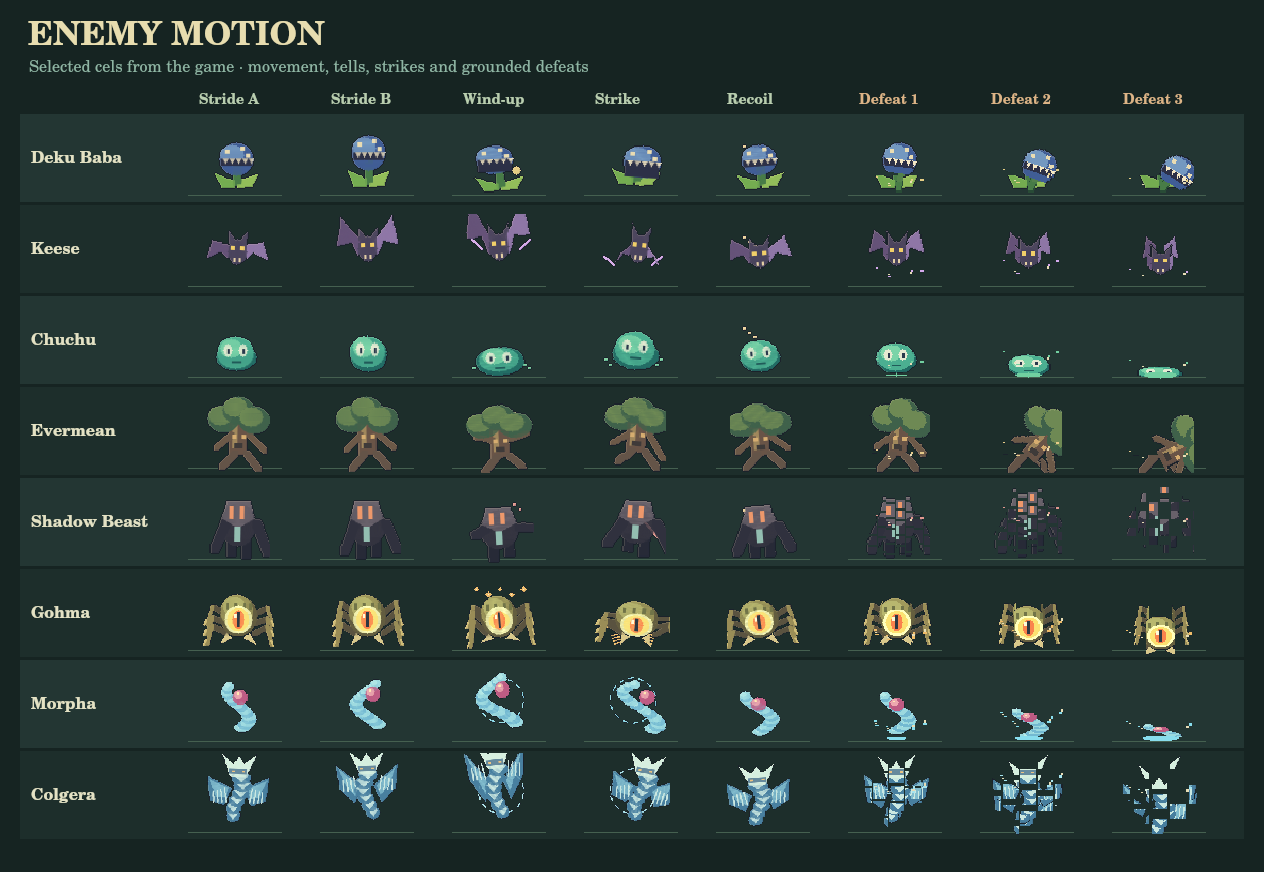 ENEMY MOTION
Selected cels from the game · movement, tells, strikes and grounded defeats
Stride A Stride B Wind-up Strike Recoil Defeat 1 Defeat 2 Defeat 3
Deku Baba
Keese
Chuchu
Evermean
Shadow Beast
Gohma
Morpha
Colgera